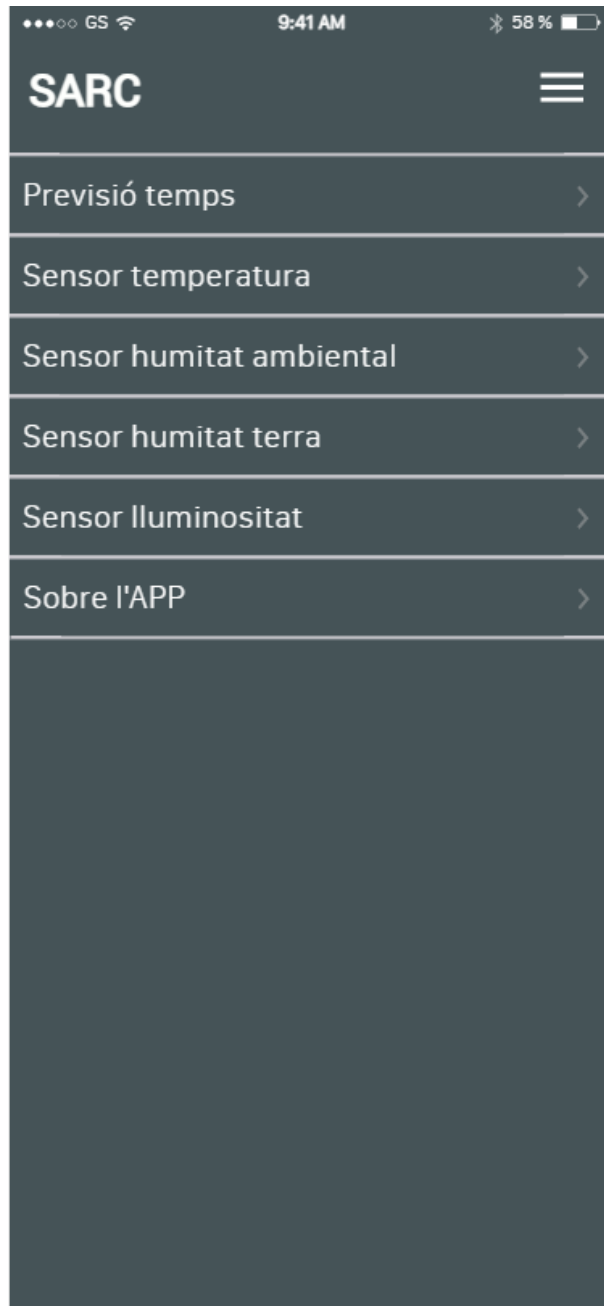 GS 9:41 AM 58 %
SARC
Previsió temps
Sensor temperatura
Sensor humitat ambiental
Sensor humitat terra
Sensor lluminositat
Sobre l'APP